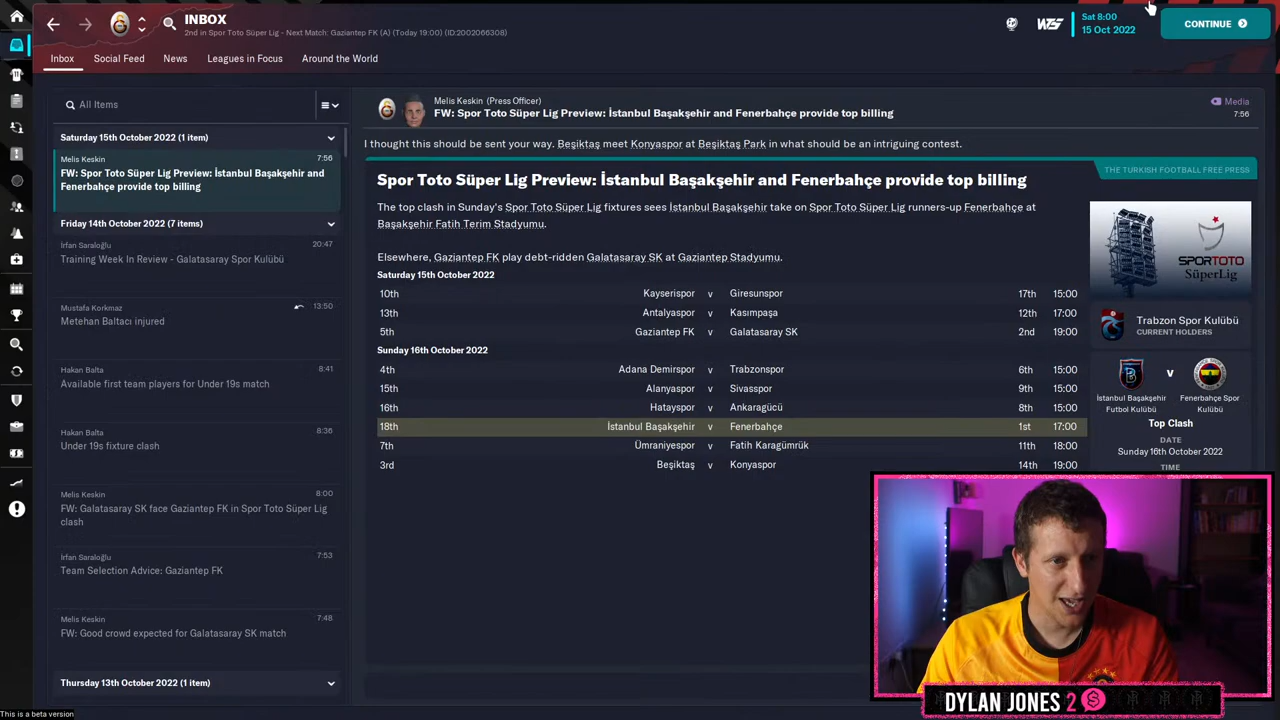 INBOX
2nd in Spor Toto Süper Lig - Next Match: Gaziantep FK (A) (Today 19:00) (ID:2002066308)
Sat 8:00
15 Oct 2022
CONTINUE
Inbox Social Feed News Leagues in Focus Around the World
All Items
Saturday 15th October 2022 (1 item)
Melis Keskin 7:56
FW: Spor Toto Süper Lig Preview: İstanbul Başakşehir and
Fenerbahçe provide top billing
Friday 14th October 2022 (7 items)
İrfan Saraloğlu 20:47
Training Week In Review - Galatasaray Spor Kulübü
Mustafa Korkmaz 13:50
Metehan Baltacı injured
Hakan Balta 8:41
Available first team players for Under 19s match
Hakan Balta 8:36
Under 19s fixture clash
Melis Keskin 8:00
FW: Galatasaray SK face Gaziantep FK in Spor Toto Süper Lig
clash
İrfan Saraloğlu 7:53
Team Selection Advice: Gaziantep FK
Melis Keskin 7:48
FW: Good crowd expected for Galatasaray SK match
Thursday 13th October 2022 (1 item)
This is a beta version
Melis Keskin (Press Officer)
FW: Spor Toto Süper Lig Preview: İstanbul Başakşehir and Fenerbahçe provide top billing
Media
7:56
I thought this should be sent your way. Beşiktaş meet Konyaspor at Beşiktaş Park in what should be an intriguing contest.
THE TURKISH FOOTBALL FREE PRESS
Spor Toto Süper Lig Preview: İstanbul Başakşehir and Fenerbahçe provide top billing
The top clash in Sunday's Spor Toto Süper Lig fixtures sees İstanbul Başakşehir take on Spor Toto Süper Lig runners-up Fenerbahçe at
Başakşehir Fatih Terim Stadyumu.
Elsewhere, Gaziantep FK play debt-ridden Galatasaray SK at Gaziantep Stadyumu.
Saturday 15th October 2022
10th Kayserispor v Giresunspor 17th 15:00
13th Antalyaspor v Kasımpaşa 12th 17:00
5th Gaziantep FK v Galatasaray SK 2nd 19:00
Sunday 16th October 2022
4th Adana Demirspor v Trabzonspor 6th 15:00
15th Alanyaspor v Sivasspor 9th 15:00
16th Hatayspor v Ankaragücü 8th 15:00
18th İstanbul Başakşehir v Fenerbahçe 1st 17:00
7th Ümraniyespor v Fatih Karagümrük 11th 18:00
3rd Beşiktaş v Konyaspor 14th 19:00
SPORTOTO
SüperLig
Trabzon Spor Kulübü
CURRENT HOLDERS
v
İstanbul Başakşehir
Futbol Kulübü
Fenerbahçe Spor
Kulübü
Top Clash
DATE
Sunday 16th October 2022
TIME
DYLAN JONES 2